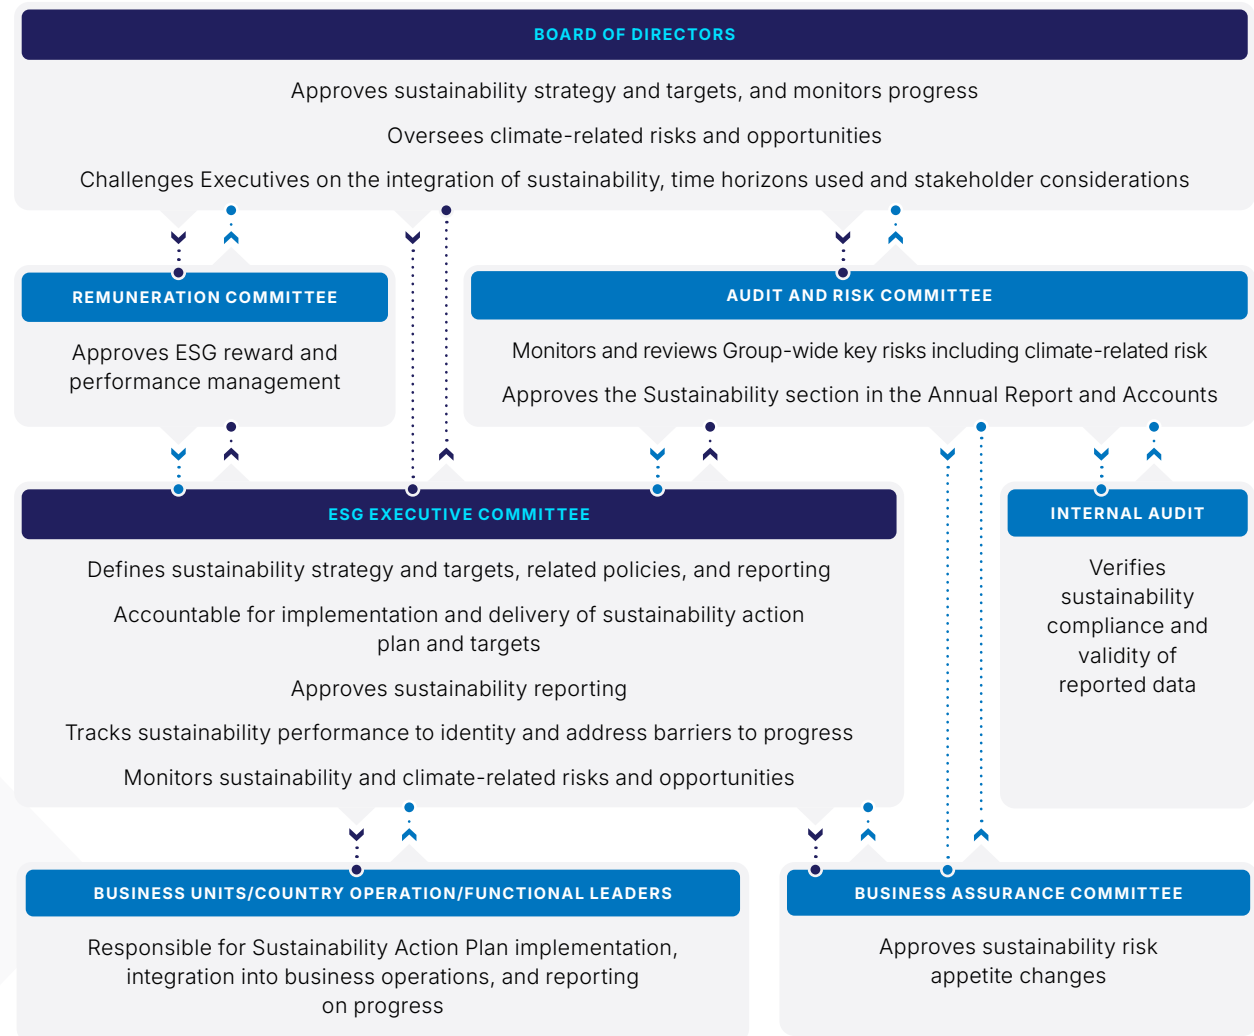 BOARD OF DIRECTORS
Approves sustainability strategy and targets, and monitors progress
Oversees climate-related risks and opportunities
Challenges Executives on the integration of sustainability, time horizons used and stakeholder considerations
REMUNERATION COMMITTEE
Approves ESG reward and
performance management
AUDIT AND RISK COMMITTEE
Monitors and reviews Group-wide key risks including climate-related risk
Approves the Sustainability section in the Annual Report and Accounts
ESG EXECUTIVE COMMITTEE
Defines sustainability strategy and targets, related policies, and reporting
Accountable for implementation and delivery of sustainability action
plan and targets
Approves sustainability reporting
Tracks sustainability performance to identity and address barriers to progress
Monitors sustainability and climate-related risks and opportunities
INTERNAL AUDIT
Verifies
sustainability
compliance and
validity of
reported data
BUSINESS UNITS/COUNTRY OPERATION/FUNCTIONAL LEADERS
Responsible for Sustainability Action Plan implementation,
integration into business operations, and reporting
on progress
BUSINESS ASSURANCE COMMITTEE
Approves sustainability risk
appetite changes